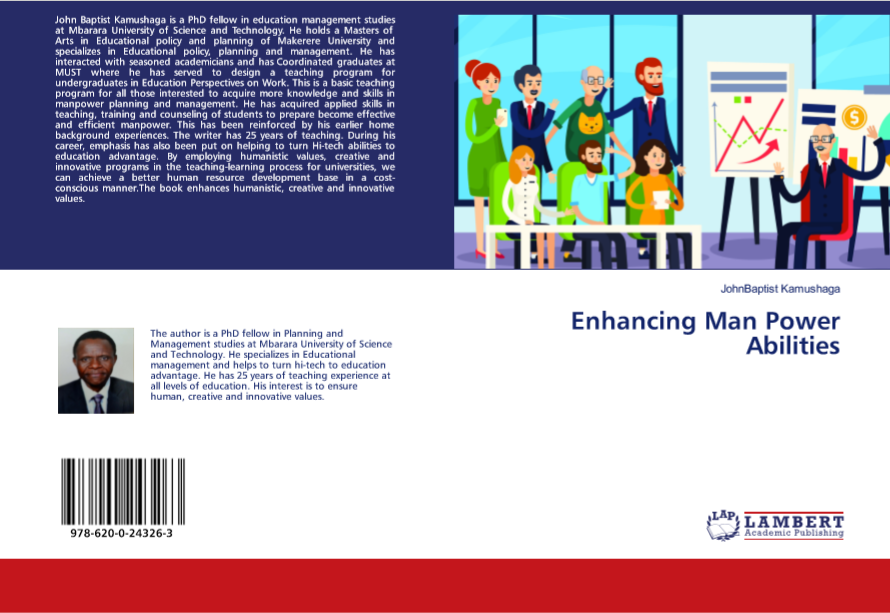 John Baptist Kamushaga is a PhD fellow in education management studies
at Mbarara University of Science and Technology. He holds a Masters of
Arts in Educational policy and planning of Makerere University and
specializes in Educational policy, planning and management. He has
interacted with seasoned academicians and has Coordinated graduates at
MUST where he has served to design a teaching program for
undergraduates in Education Perspectives on Work. This is a basic teaching
program for all those interested to acquire more knowledge and skills in
manpower planning and management. He has acquired applied skills in
teaching, training and counseling of students to prepare become effective
and efficient manpower. This has been reinforced by his earlier home
background experiences. The writer has 25 years of teaching. During his
career, emphasis has also been put on helping to turn Hi-tech abilities to
education advantage. By employing humanistic values, creative and
innovative programs in the teaching-learning process for universities, we
can achieve a better human resource development base in a cost-
conscious manner.The book enhances humanistic, creative and innovative
values.
The author is a PhD fellow in Planning and
Management studies at Mbarara University of Science
and Technology. He specializes in Educational
management and helps to turn hi-tech to education
advantage. He has 25 years of teaching experience at
all levels of education. His interest is to ensure
human, creative and innovative values.
978-620-0-24326-3
$
JohnBaptist Kamushaga
Enhancing Man Power
Abilities
LAP
LAMBERT
Academic Publishing